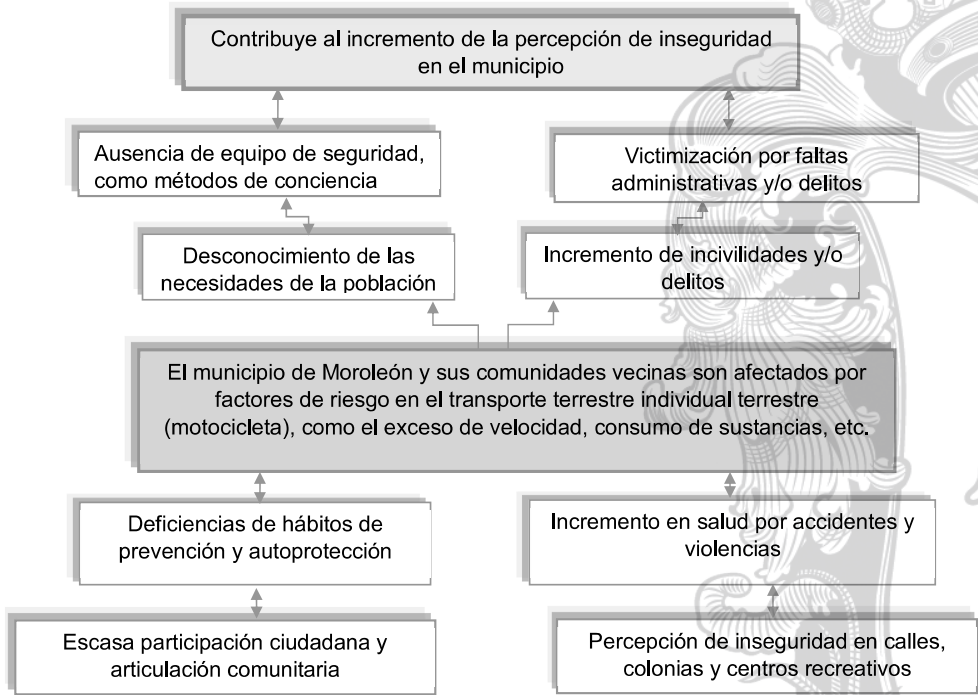 Contribuye al incremento de la percepción de inseguridad
en el municipio
Ausencia de equipo de seguridad,
como métodos de conciencia
Victimización por faltas
administrativas y/o delitos
Desconocimiento de las
necesidades de la población
Incremento de incivilidades y/o
delitos
El municipio de Moroleón y sus comunidades vecinas son afectados por
factores de riesgo en el transporte terrestre individual terrestre
(motocicleta), como el exceso de velocidad, consumo de sustancias, etc.
Deficiencias de hábitos de
prevención y autoprotección
Incremento en salud por accidentes y
violencias
Escasa participación ciudadana y
articulación comunitaria
Percepción de inseguridad en calles,
colonias y centros recreativos